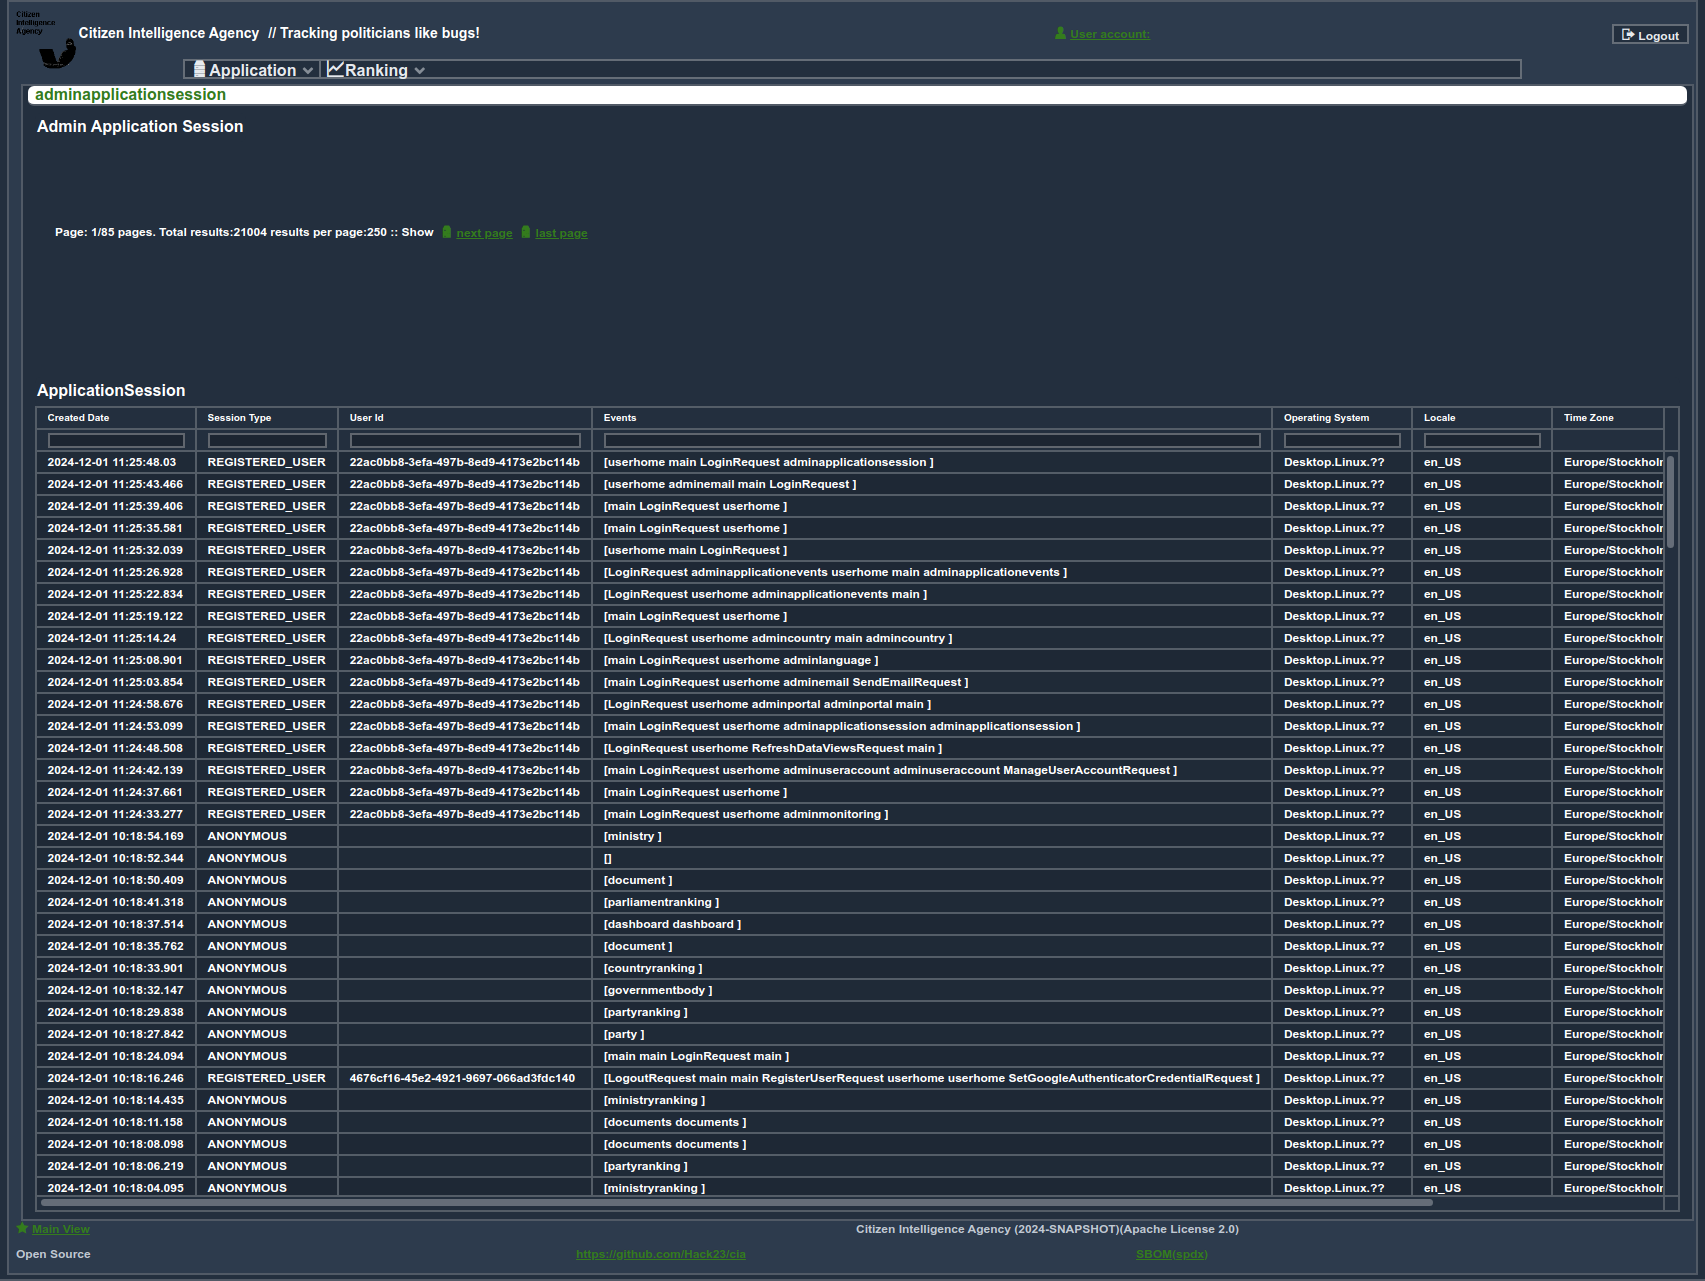 Citizen
Intelligence
Agency
Citizen Intelligence Agency // Tracking politicians like bugs!
User account:
Logout
Application Ranking
adminapplicationsession
Admin Application Session
Page: 1/85 pages. Total results:21004 results per page:250 :: Show next page last page
ApplicationSession
Created Date Session Type User Id Events Operating System Locale Time Zone
2024-12-01 11:25:48.03 REGISTERED_USER 22ac0bb8-3efa-497b-8ed9-4173e2bc114b [userhome main LoginRequest adminapplicationsession ] Desktop.Linux.?? en_US Europe/Stockholm
2024-12-01 11:25:43.466 REGISTERED_USER 22ac0bb8-3efa-497b-8ed9-4173e2bc114b [userhome adminemail main LoginRequest ] Desktop.Linux.?? en_US Europe/Stockholm
2024-12-01 11:25:39.406 REGISTERED_USER 22ac0bb8-3efa-497b-8ed9-4173e2bc114b [main LoginRequest userhome ] Desktop.Linux.?? en_US Europe/Stockholm
2024-12-01 11:25:35.581 REGISTERED_USER 22ac0bb8-3efa-497b-8ed9-4173e2bc114b [main LoginRequest userhome ] Desktop.Linux.?? en_US Europe/Stockholm
2024-12-01 11:25:32.039 REGISTERED_USER 22ac0bb8-3efa-497b-8ed9-4173e2bc114b [userhome main LoginRequest ] Desktop.Linux.?? en_US Europe/Stockholm
2024-12-01 11:25:26.928 REGISTERED_USER 22ac0bb8-3efa-497b-8ed9-4173e2bc114b [LoginRequest adminapplicationevents userhome main adminapplicationevents ] Desktop.Linux.?? en_US Europe/Stockholm
2024-12-01 11:25:22.834 REGISTERED_USER 22ac0bb8-3efa-497b-8ed9-4173e2bc114b [LoginRequest userhome adminapplicationevents main ] Desktop.Linux.?? en_US Europe/Stockholm
2024-12-01 11:25:19.122 REGISTERED_USER 22ac0bb8-3efa-497b-8ed9-4173e2bc114b [main LoginRequest userhome ] Desktop.Linux.?? en_US Europe/Stockholm
2024-12-01 11:25:14.24 REGISTERED_USER 22ac0bb8-3efa-497b-8ed9-4173e2bc114b [LoginRequest userhome admincountry main admincountry ] Desktop.Linux.?? en_US Europe/Stockholm
2024-12-01 11:25:08.901 REGISTERED_USER 22ac0bb8-3efa-497b-8ed9-4173e2bc114b [main LoginRequest userhome adminlanguage ] Desktop.Linux.?? en_US Europe/Stockholm
2024-12-01 11:25:03.854 REGISTERED_USER 22ac0bb8-3efa-497b-8ed9-4173e2bc114b [main LoginRequest userhome adminemail SendEmailRequest ] Desktop.Linux.?? en_US Europe/Stockholm
2024-12-01 11:24:58.676 REGISTERED_USER 22ac0bb8-3efa-497b-8ed9-4173e2bc114b [LoginRequest userhome adminportal adminportal main ] Desktop.Linux.?? en_US Europe/Stockholm
2024-12-01 11:24:53.099 REGISTERED_USER 22ac0bb8-3efa-497b-8ed9-4173e2bc114b [main LoginRequest userhome adminapplicationsession adminapplicationsession ] Desktop.Linux.?? en_US Europe/Stockholm
2024-12-01 11:24:48.508 REGISTERED_USER 22ac0bb8-3efa-497b-8ed9-4173e2bc114b [LoginRequest userhome RefreshDataViewsRequest main ] Desktop.Linux.?? en_US Europe/Stockholm
2024-12-01 11:24:42.139 REGISTERED_USER 22ac0bb8-3efa-497b-8ed9-4173e2bc114b [main LoginRequest userhome adminuseraccount adminuseraccount ManageUserAccountRequest ] Desktop.Linux.?? en_US Europe/Stockholm
2024-12-01 11:24:37.661 REGISTERED_USER 22ac0bb8-3efa-497b-8ed9-4173e2bc114b [main LoginRequest userhome ] Desktop.Linux.?? en_US Europe/Stockholm
2024-12-01 11:24:33.277 REGISTERED_USER 22ac0bb8-3efa-497b-8ed9-4173e2bc114b [main LoginRequest userhome adminmonitoring ] Desktop.Linux.?? en_US Europe/Stockholm
2024-12-01 10:18:54.169 ANONYMOUS [ministry ] Desktop.Linux.?? en_US Europe/Stockholm
2024-12-01 10:18:52.344 ANONYMOUS [] Desktop.Linux.?? en_US Europe/Stockholm
2024-12-01 10:18:50.409 ANONYMOUS [document ] Desktop.Linux.?? en_US Europe/Stockholm
2024-12-01 10:18:41.318 ANONYMOUS [parliamentranking ] Desktop.Linux.?? en_US Europe/Stockholm
2024-12-01 10:18:37.514 ANONYMOUS [dashboard dashboard ] Desktop.Linux.?? en_US Europe/Stockholm
2024-12-01 10:18:35.762 ANONYMOUS [document ] Desktop.Linux.?? en_US Europe/Stockholm
2024-12-01 10:18:33.901 ANONYMOUS [countryranking ] Desktop.Linux.?? en_US Europe/Stockholm
2024-12-01 10:18:32.147 ANONYMOUS [governmentbody ] Desktop.Linux.?? en_US Europe/Stockholm
2024-12-01 10:18:29.838 ANONYMOUS [partyranking ] Desktop.Linux.?? en_US Europe/Stockholm
2024-12-01 10:18:27.842 ANONYMOUS [party ] Desktop.Linux.?? en_US Europe/Stockholm
2024-12-01 10:18:24.094 ANONYMOUS [main main LoginRequest main ] Desktop.Linux.?? en_US Europe/Stockholm
2024-12-01 10:18:16.246 REGISTERED_USER 4676cf16-45e2-4921-9697-066ad3fdc140 [LogoutRequest main main RegisterUserRequest userhome userhome SetGoogleAuthenticatorCredentialRequest ] Desktop.Linux.?? en_US Europe/Stockholm
2024-12-01 10:18:14.435 ANONYMOUS [ministryranking ] Desktop.Linux.?? en_US Europe/Stockholm
2024-12-01 10:18:11.158 ANONYMOUS [documents documents ] Desktop.Linux.?? en_US Europe/Stockholm
2024-12-01 10:18:08.098 ANONYMOUS [documents documents ] Desktop.Linux.?? en_US Europe/Stockholm
2024-12-01 10:18:06.219 ANONYMOUS [partyranking ] Desktop.Linux.?? en_US Europe/Stockholm
2024-12-01 10:18:04.095 ANONYMOUS [ministryranking ] Desktop.Linux.?? en_US Europe/Stockholm
Main View Citizen Intelligence Agency (2024-SNAPSHOT)(Apache License 2.0)
Open Source https://github.com/Hack23/cia SBOM(spdx)